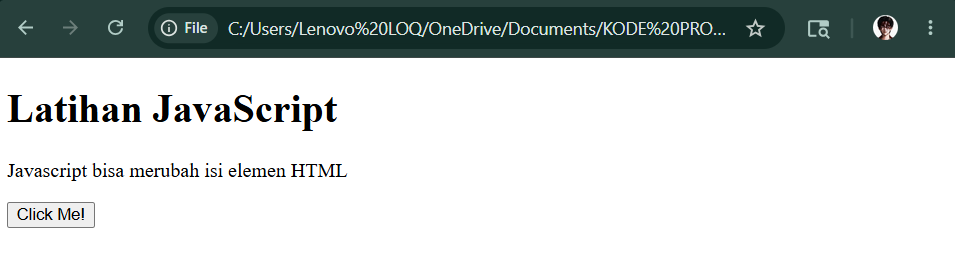 File C:/Users/Lenovo%20LOQ/OneDrive/Documents/KODE%20PRO...
Latihan JavaScript
Javascript bisa merubah isi elemen HTML
Click Me!